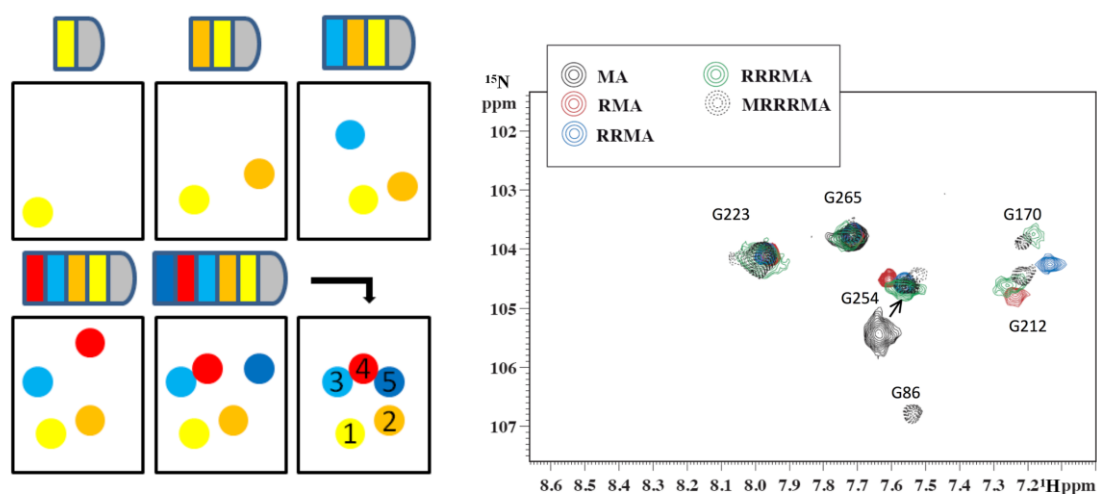 1
2
3
4
5
MA
RMA
RRMA
RRRMA
MRRRMA
¹⁵N
ppm
102
103
104
105
106
107
G223
G265
G170
G254
G212
G86
8.6 8.5 8.4 8.3 8.2 8.1 8.0 7.9 7.8 7.7 7.6 7.5 7.4 7.3 7.2 ¹Hppm